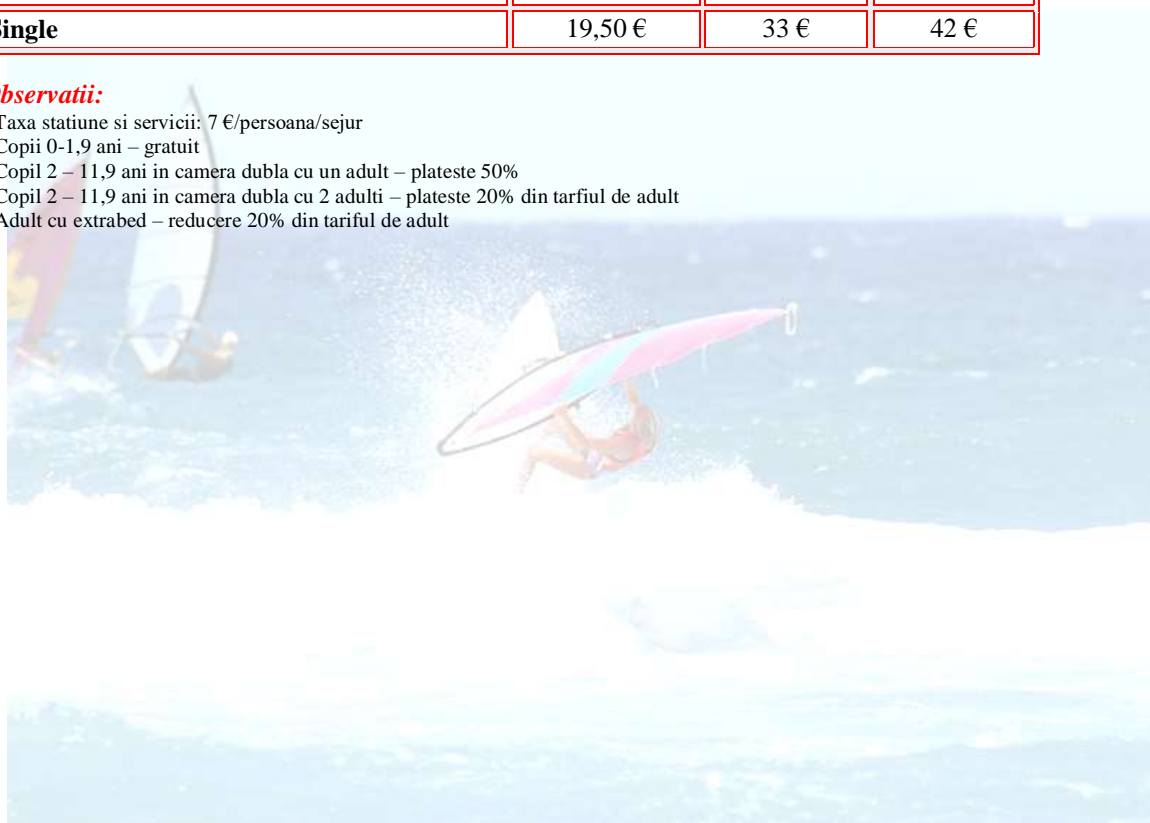 ingle 19,50 € 33 € 42 €
bservatii:
Taxa statiune si servicii: 7 €/persoana/sejur
Copii 0-1,9 ani – gratuit
Copil 2 – 11,9 ani in camera dubla cu un adult – plateste 50%
Copil 2 – 11,9 ani in camera dubla cu 2 adulti – plateste 20% din tarfiul de adult
Adult cu extrabed – reducere 20% din tariful de adult